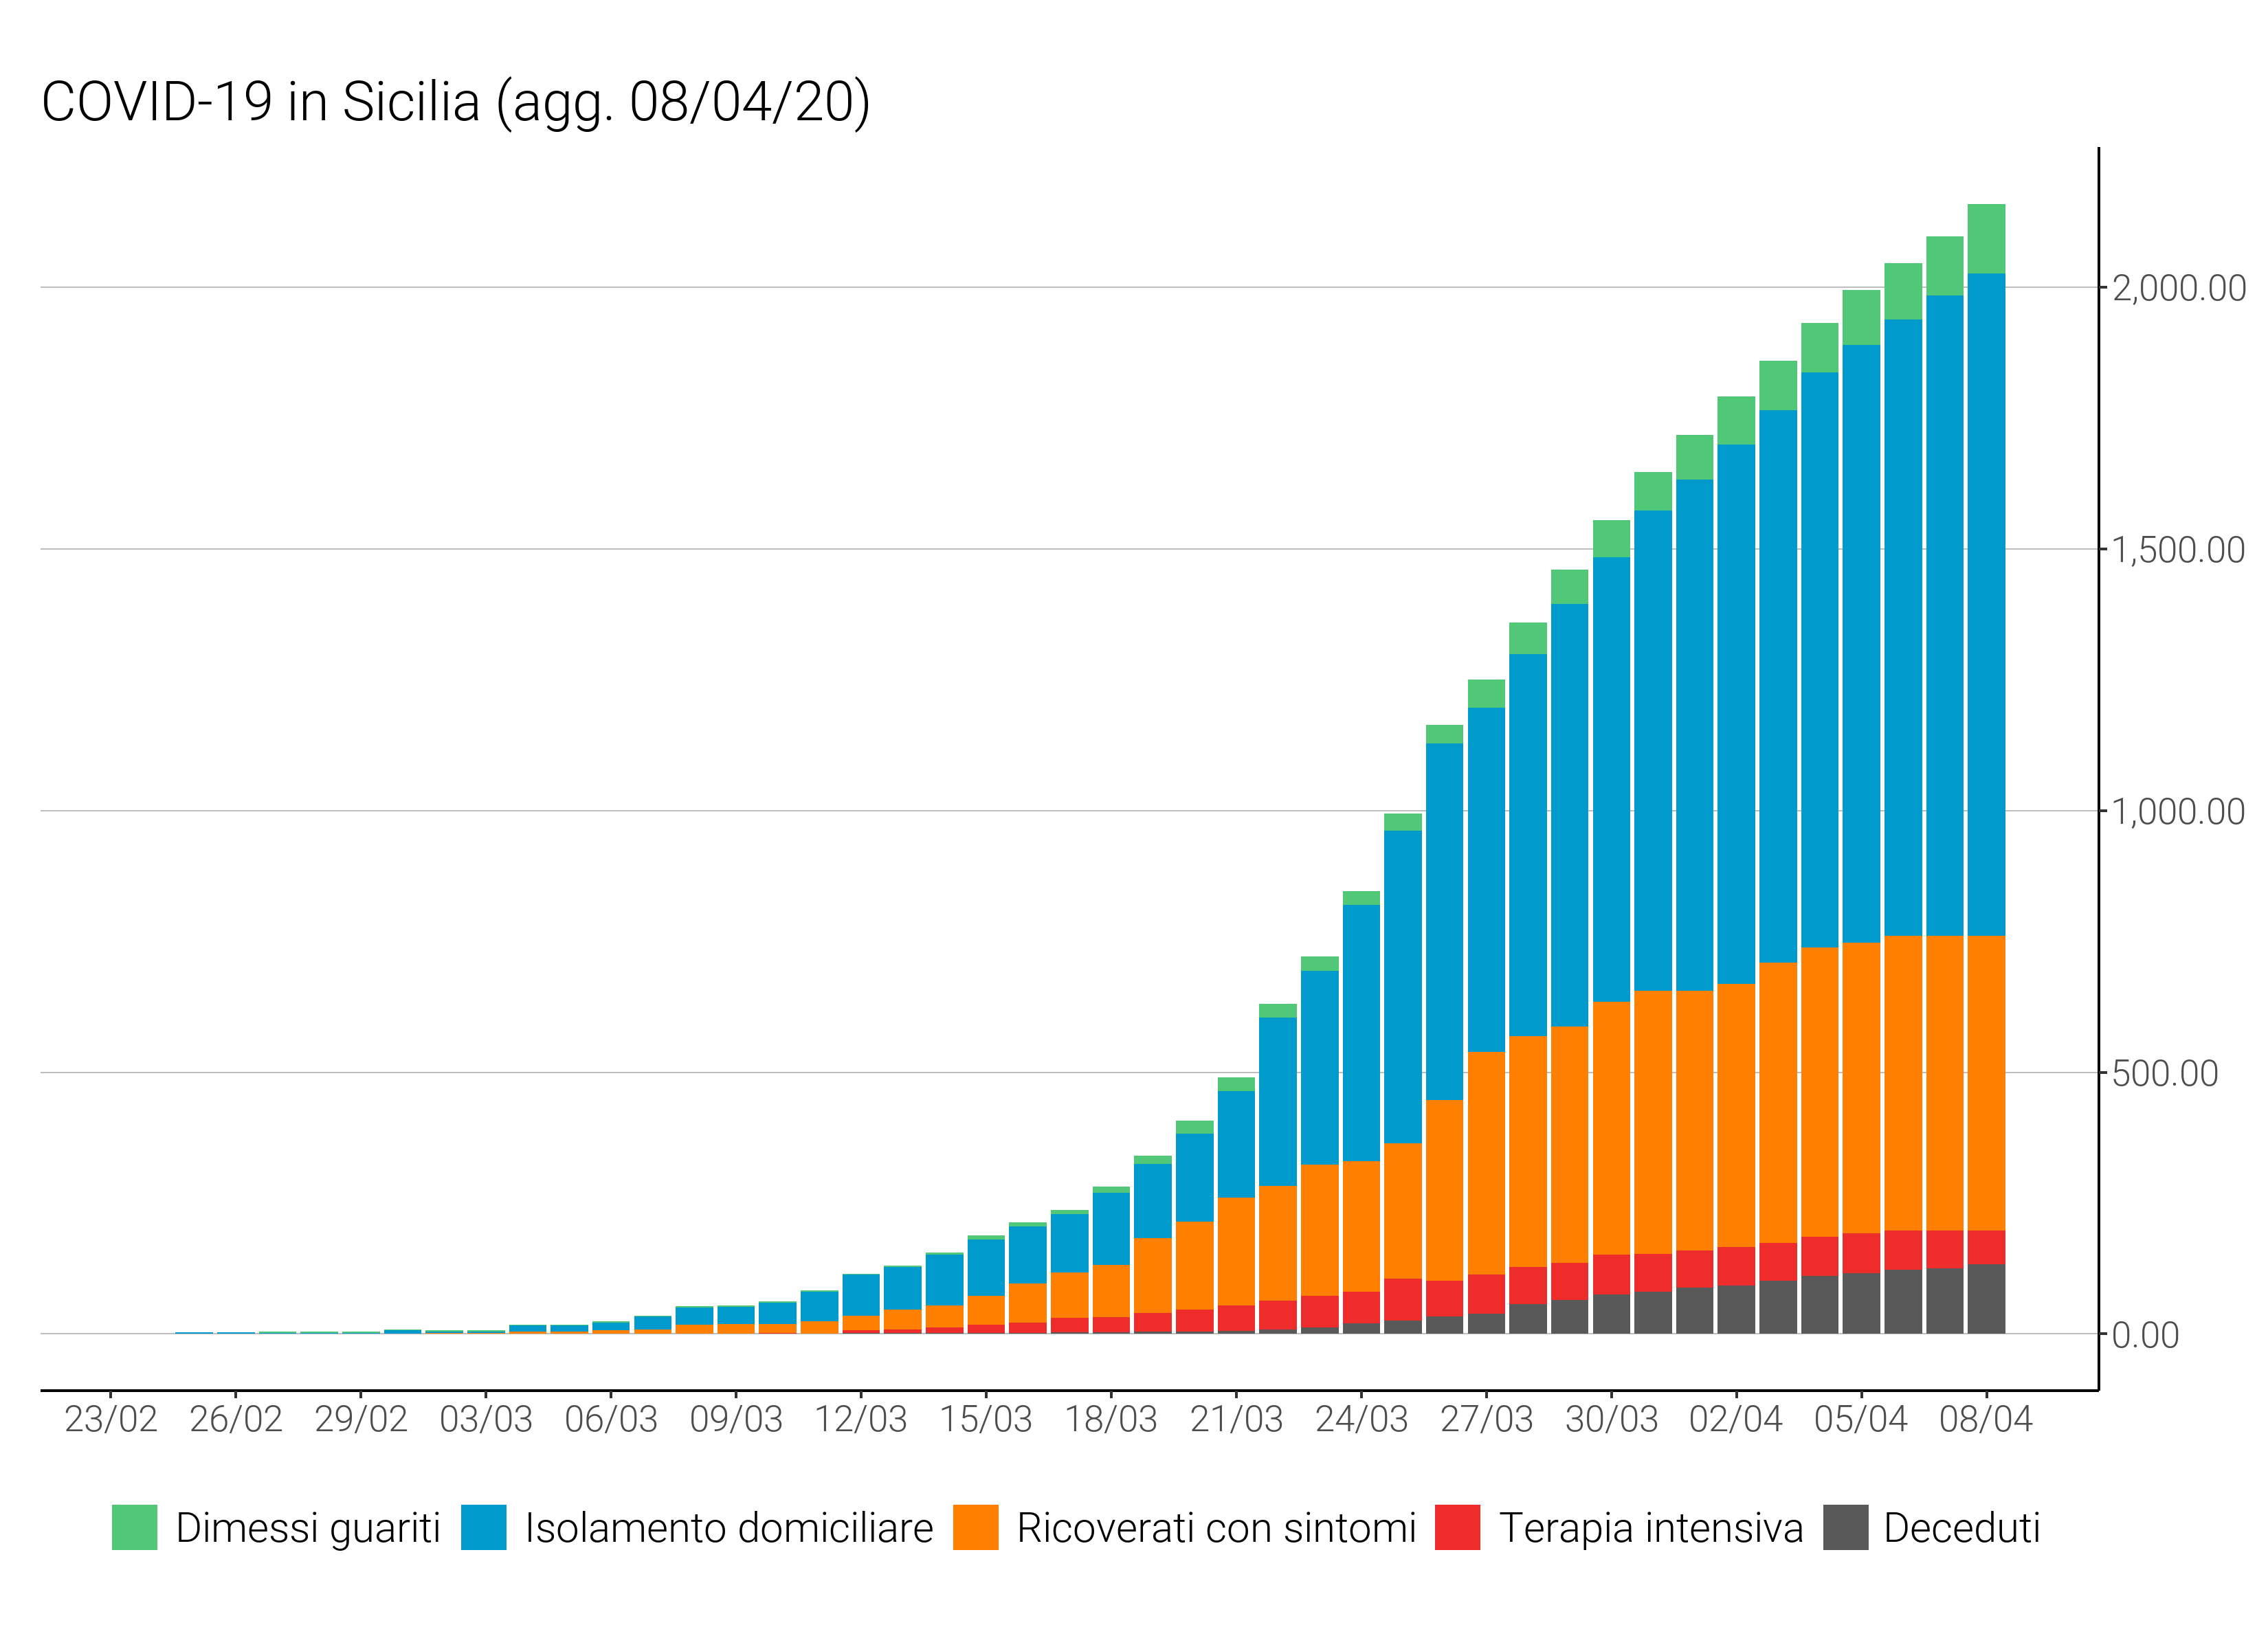 COVID-19 in Sicilia (agg. 08/04/20)
2,000.00
1,500.00
1,000.00
500.00
0.00
23/02 26/02 29/02 03/03 06/03 09/03 12/03 15/03 18/03 21/03 24/03 27/03 30/03 02/04 05/04 08/04
Dimessi guariti Isolamento domiciliare Ricoverati con sintomi Terapia intensiva Deceduti